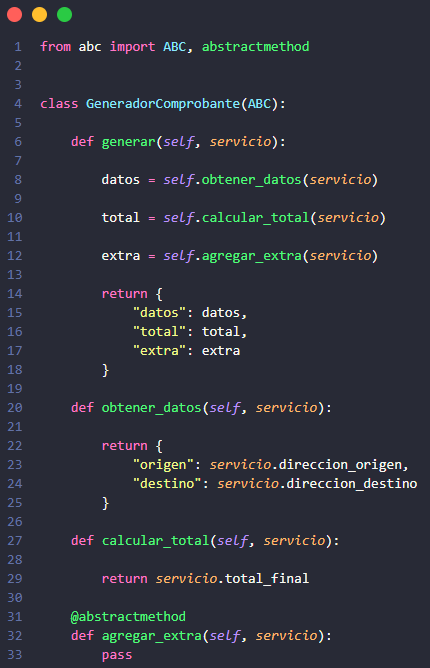 1 from abc import ABC, abstractmethod
2
3
4 class GeneradorComprobante(ABC):
5
6     def generar(self, servicio):
7
8         datos = self.obtener_datos(servicio)
9
10         total = self.calcular_total(servicio)
11
12         extra = self.agregar_extra(servicio)
13
14         return {
15             "datos": datos,
16             "total": total,
17             "extra": extra
18         }
19
20     def obtener_datos(self, servicio):
21
22         return {
23             "origen": servicio.direccion_origen,
24             "destino": servicio.direccion_destino
25         }
26
27     def calcular_total(self, servicio):
28
29         return servicio.total_final
30
31     @abstractmethod
32     def agregar_extra(self, servicio):
33         pass